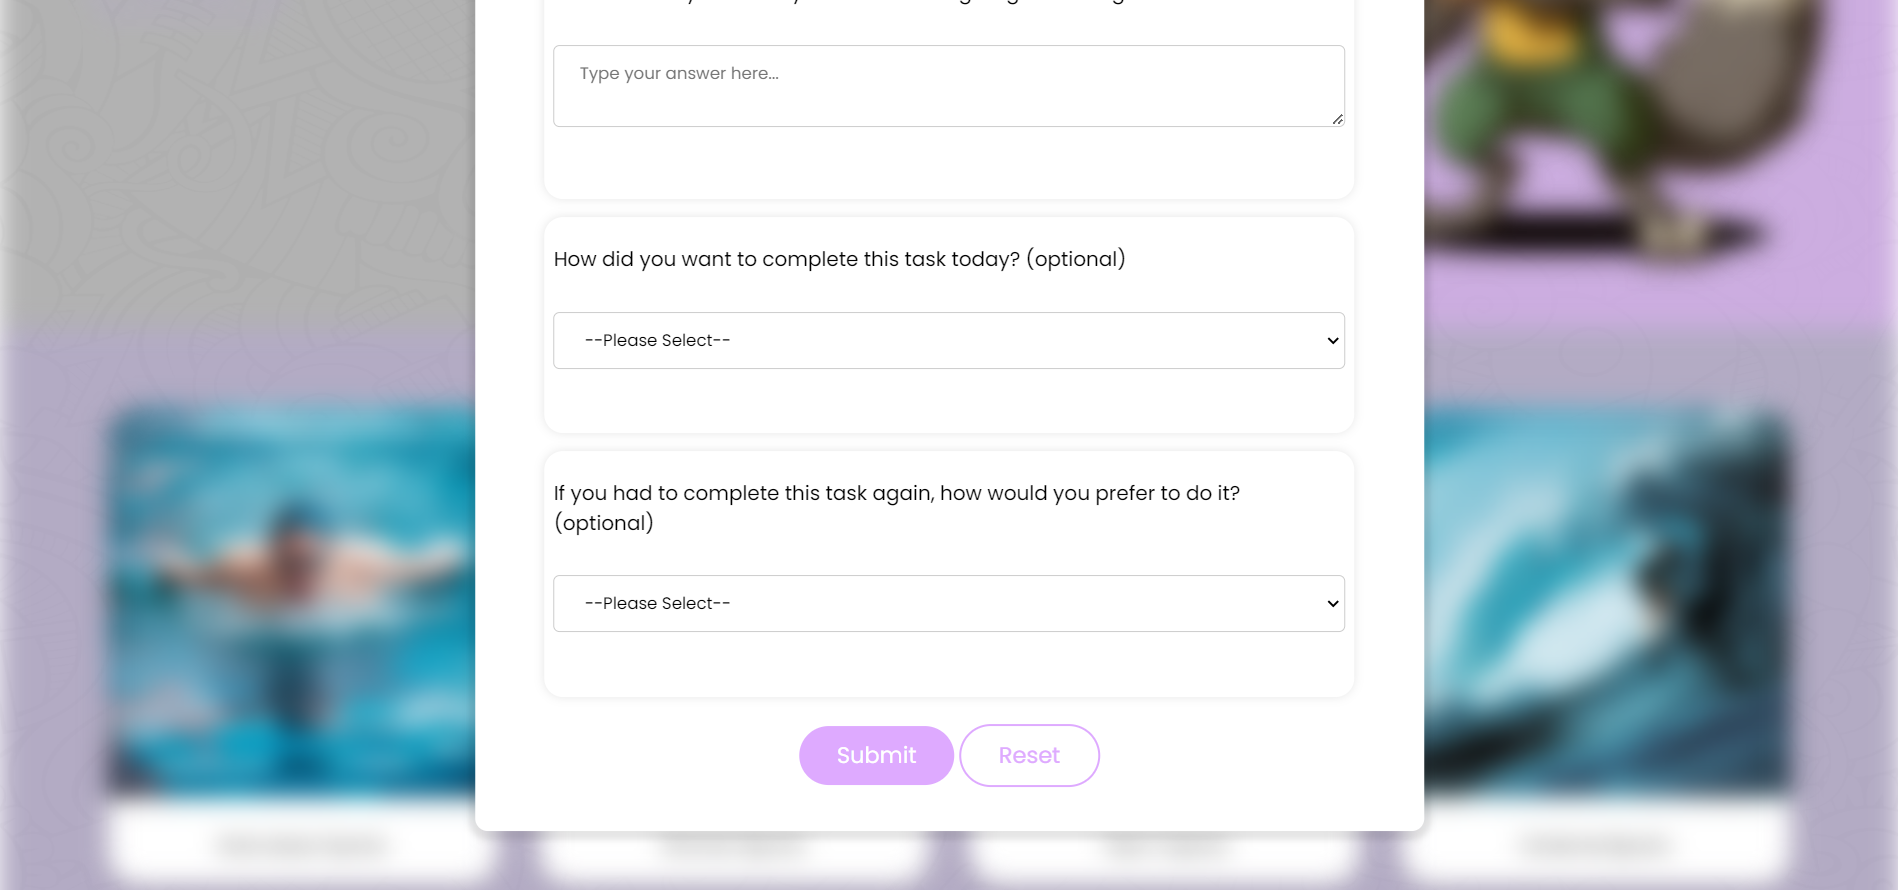 Type your answer here...
How did you want to complete this task today? (optional)
--Please Select--
If you had to complete this task again, how would you prefer to do it?
(optional)
--Please Select--
Submit
Reset